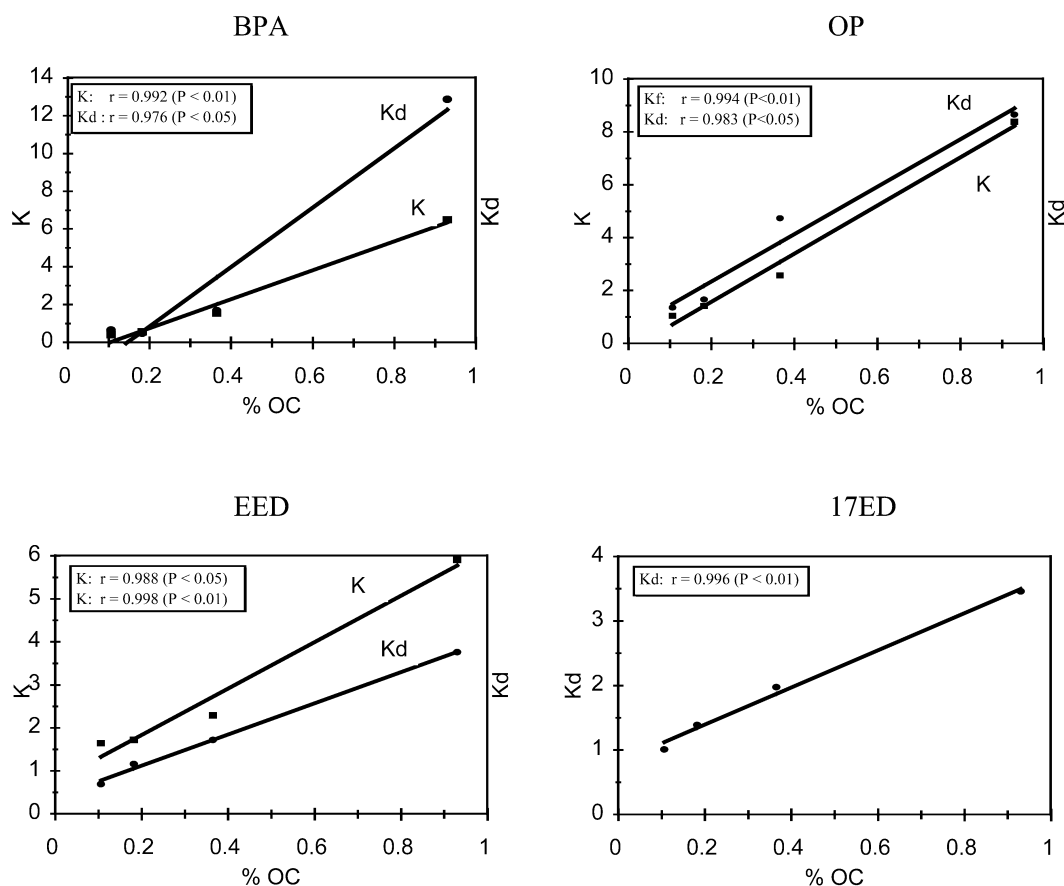 BPA
14
12
10
8
6
4
2
0
K
K: r = 0.992 (P < 0.01)
Kd : r = 0.976 (P < 0.05)
Kd
K
Kd
0 0.2 0.4 0.6 0.8 1
% OC
OP
10
8
6
4
2
0
K
Kf: r = 0.994 (P<0.01)
Kd: r = 0.983 (P<0.05)
Kd
K
Kd
0 0.2 0.4 0.6 0.8 1
% OC
EED
6
5
4
3
2
1
0
K
K: r = 0.988 (P < 0.05)
K: r = 0.998 (P < 0.01)
K
Kd
Kd
0 0.2 0.4 0.6 0.8 1
% OC
17ED
4
3
2
1
0
Kd
Kd: r = 0.996 (P < 0.01)
0 0.2 0.4 0.6 0.8 1
% OC